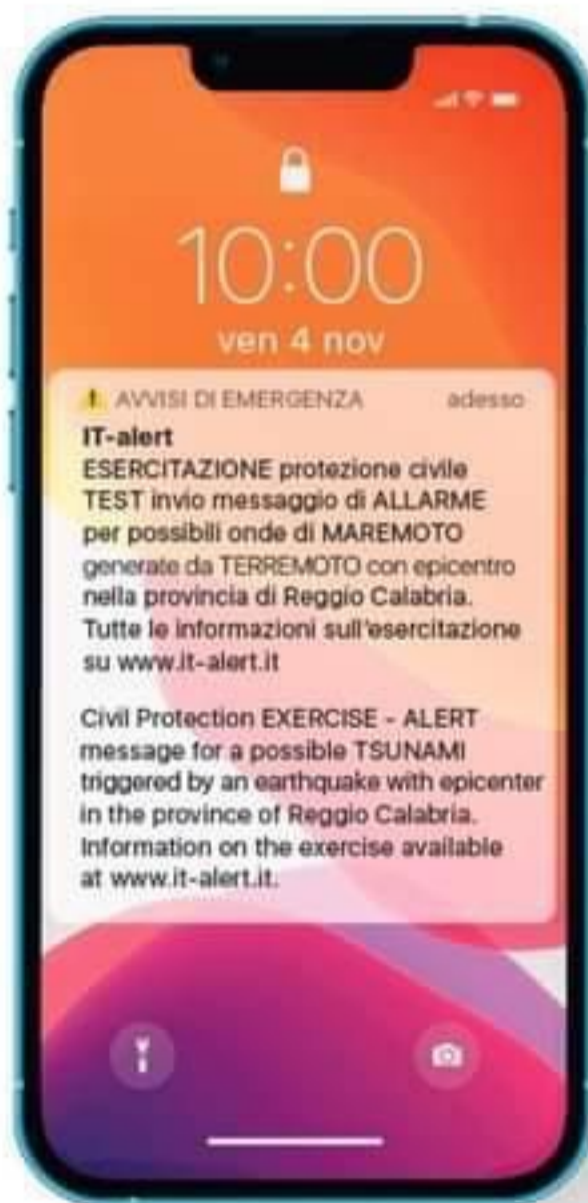 10:00
ven 4 nov
AVVISI DI EMERGENZA adesso
IT-alert
ESERCITAZIONE protezione civile
TEST invio messaggio di ALLARME
per possibili onde di MAREMOTO
generate da TERREMOTO con epicentro
nella provincia di Reggio Calabria.
Tutte le informazioni sull'esercitazione
su www.it-alert.it
Civil Protection EXERCISE - ALERT
message for a possible TSUNAMI
triggered by an earthquake with epicenter
in the province of Reggio Calabria.
Information on the exercise available
at www.it-alert.it.